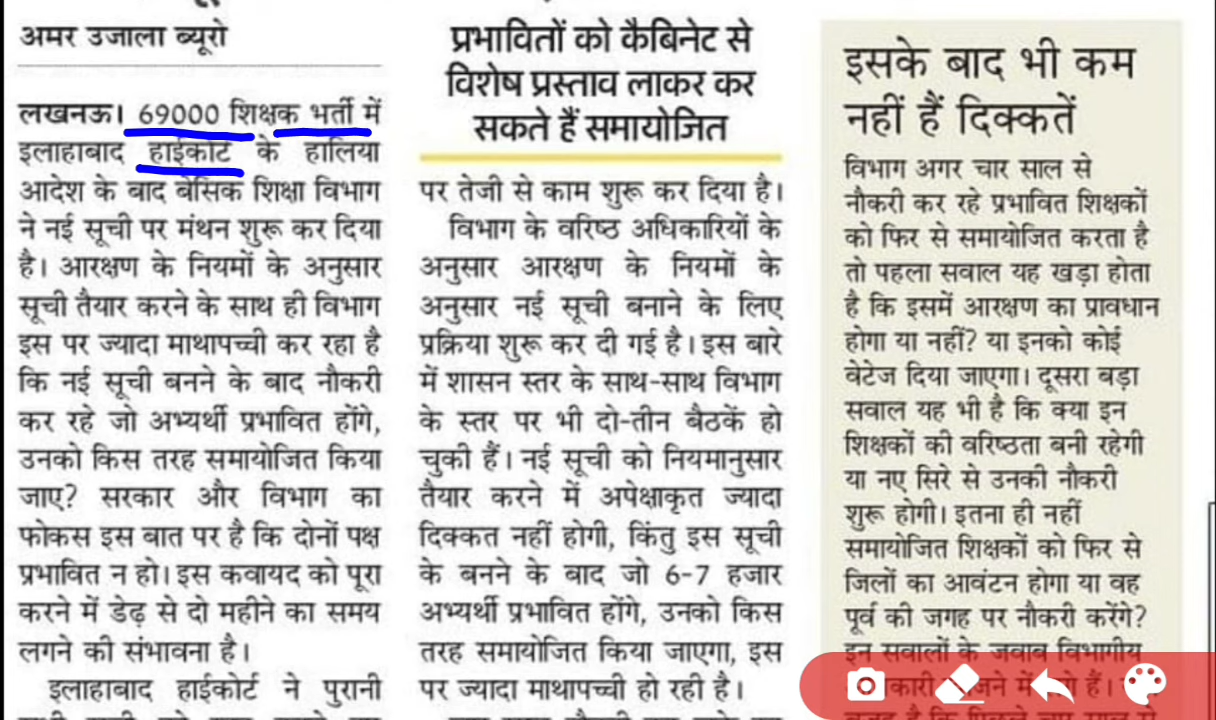 अमर उजाला ब्यूरो
लखनऊ। 69000 शिक्षक भर्ती में
इलाहाबाद हाईकोर्ट के हालिया
आदेश के बाद बेसिक शिक्षा विभाग
ने नई सूची पर मंथन शुरू कर दिया
है। आरक्षण के नियमों के अनुसार
सूची तैयार करने के साथ ही विभाग
इस पर ज्यादा माथापच्ची कर रहा है
कि नई सूची बनने के बाद नौकरी
कर रहे जो अभ्यर्थी प्रभावित होंगे,
उनको किस तरह समायोजित किया
जाए? सरकार और विभाग का
फोकस इस बात पर है कि दोनों पक्ष
प्रभावित न हो। इस कवायद को पूरा
करने में डेढ़ से दो महीने का समय
लगने की संभावना है।
इलाहाबाद हाईकोर्ट ने पुरानी
प्रभावितों को कैबिनेट से
विशेष प्रस्ताव लाकर कर
सकते हैं समायोजित
पर तेजी से काम शुरू कर दिया है।
विभाग के वरिष्ठ अधिकारियों के
अनुसार आरक्षण के नियमों के
अनुसार नई सूची बनाने के लिए
प्रक्रिया शुरू कर दी गई है। इस बारे
में शासन स्तर के साथ-साथ विभाग
के स्तर पर भी दो-तीन बैठकें हो
चुकी हैं। नई सूची को नियमानुसार
तैयार करने में अपेक्षाकृत ज्यादा
दिक्कत नहीं होगी, किंतु इस सूची
के बनने के बाद जो 6-7 हजार
अभ्यर्थी प्रभावित होंगे, उनको किस
तरह समायोजित किया जाएगा, इस
पर ज्यादा माथापच्ची हो रही है।
इसके बाद भी कम
नहीं हैं दिक्कतें
विभाग अगर चार साल से
नौकरी कर रहे प्रभावित शिक्षकों
को फिर से समायोजित करता है
तो पहला सवाल यह खड़ा होता
है कि इसमें आरक्षण का प्रावधान
होगा या नहीं? या इनको कोई
वेटेज दिया जाएगा। दूसरा बड़ा
सवाल यह भी है कि क्या इन
शिक्षकों की वरिष्ठता बनी रहेगी
या नए सिरे से उनकी नौकरी
शुरू होगी। इतना ही नहीं
समायोजित शिक्षकों को फिर से
जिलों का आवंटन होगा या वह
पूर्व की जगह पर नौकरी करेंगे?
इन सवालों के जवाब विभागीय
में हैं।